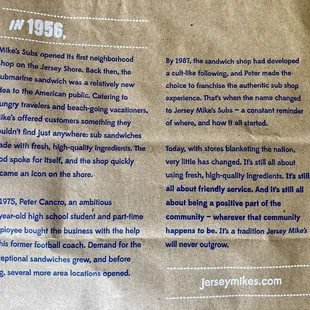 IN 1956,
Mike's Subs opened its first neighborhood
shop on the Jersey Shore. Back then, the
submarine sandwich was a relatively new
idea to the American public. Catering to
hungry travelers and beach-going vacationers,
Mike's offered customers something they
couldn't find just anywhere: sub sandwiches
made with fresh, high-quality ingredients. The
food spoke for itself, and the shop quickly
became an icon on the shore.
1975, Peter Cancro, an ambitious
year-old high school student and part-time
employee bought the business with the help
his former football coach. Demand for the
exceptional sandwiches grew, and before
several more area locations opened.
By 1987, the sandwich shop had developed
a cult-like following, and Peter made the
choice to franchise the authentic sub shop
experience. That's when the name changed
to Jersey Mike's Subs – a constant reminder
of where, and how it all started.
Today, with stores blanketing the nation,
very little has changed. It's still all about
using fresh, high-quality ingredients. It's still
all about friendly service. And it's still all
about being a positive part of the
community – wherever that community
happens to be. It's a tradition Jersey Mike's
will never outgrow.
jerseymikes.com